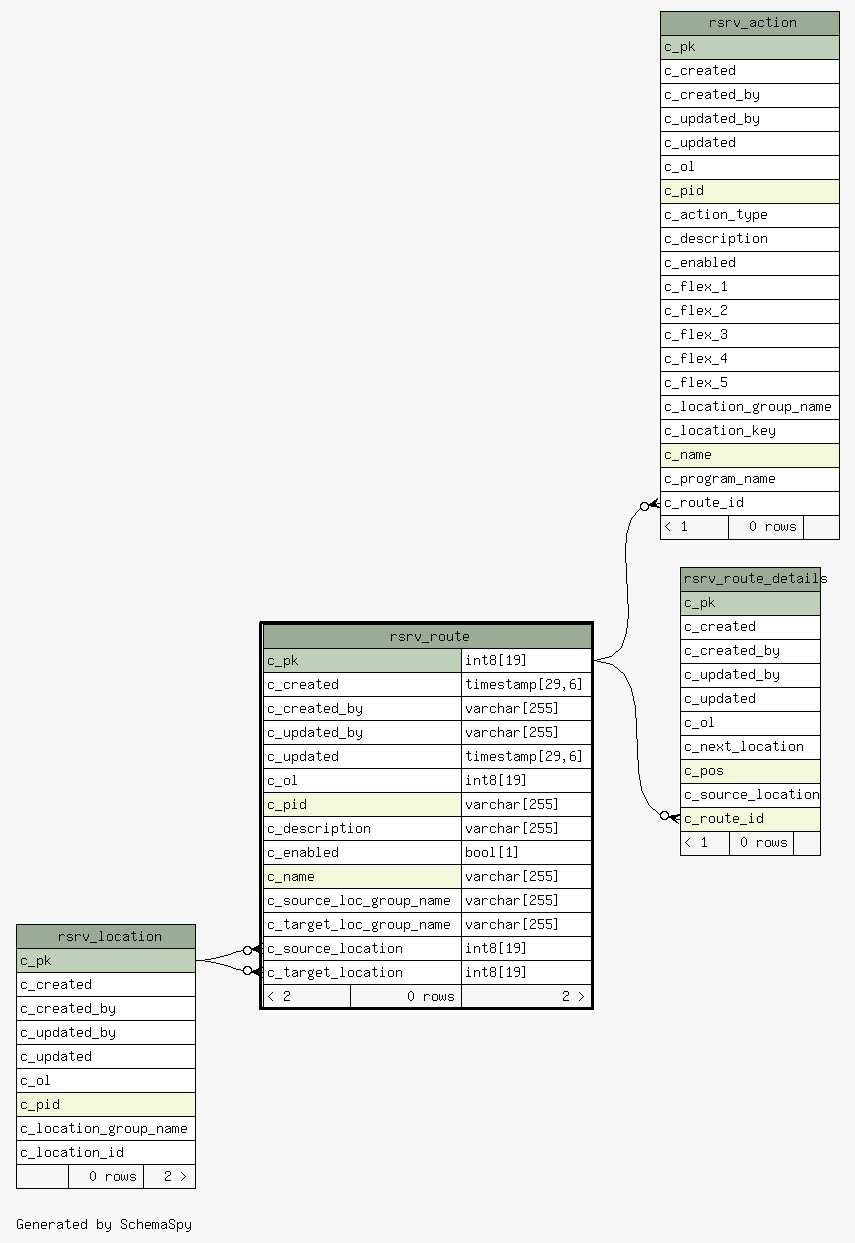 rsrv_action
c_pk
c_created
c_created_by
c_updated_by
c_updated
c_ol
c_pid
c_action_type
c_description
c_enabled
c_flex_1
c_flex_2
c_flex_3
c_flex_4
c_flex_5
c_location_group_name
c_location_key
c_name
c_program_name
c_route_id
< 1 0 rows
rsrv_route_details
c_pk
c_created
c_created_by
c_updated_by
c_updated
c_ol
c_next_location
c_pos
c_source_location
c_route_id
< 1 0 rows
rsrv_route
c_pk int8[19]
c_created timestamp[29,6]
c_created_by varchar[255]
c_updated_by varchar[255]
c_updated timestamp[29,6]
c_ol int8[19]
c_pid varchar[255]
c_description varchar[255]
c_enabled bool[1]
c_name varchar[255]
c_source_loc_group_name varchar[255]
c_target_loc_group_name varchar[255]
c_source_location int8[19]
c_target_location int8[19]
< 2 0 rows 2 >
rsrv_location
c_pk
c_created
c_created_by
c_updated_by
c_updated
c_ol
c_pid
c_location_group_name
c_location_id
0 rows 2 >
Generated by SchemaSpy